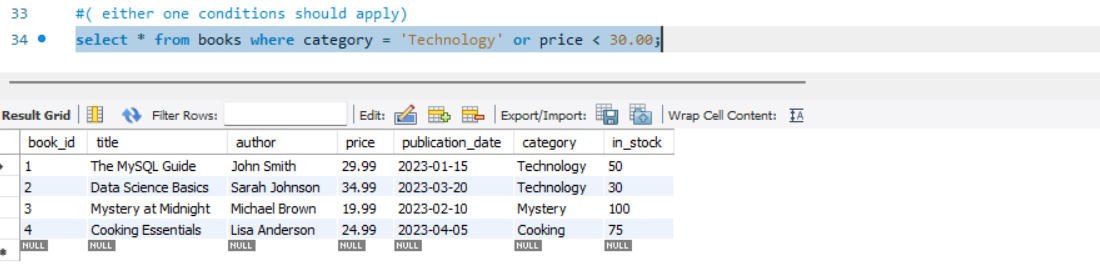 33 #( either one conditions should apply)
34 select * from books where category = 'Technology' or price < 30.00;
Result Grid Filter Rows: Edit: Export/Import: Wrap Cell Content: IA
book_id title author price publication_date category in_stock
1 The MySQL Guide John Smith 29.99 2023-01-15 Technology 50
2 Data Science Basics Sarah Johnson 34.99 2023-03-20 Technology 30
3 Mystery at Midnight Michael Brown 19.99 2023-02-10 Mystery 100
4 Cooking Essentials Lisa Anderson 24.99 2023-04-05 Cooking 75
* NULL NULL NULL NULL NULL NULL NULL